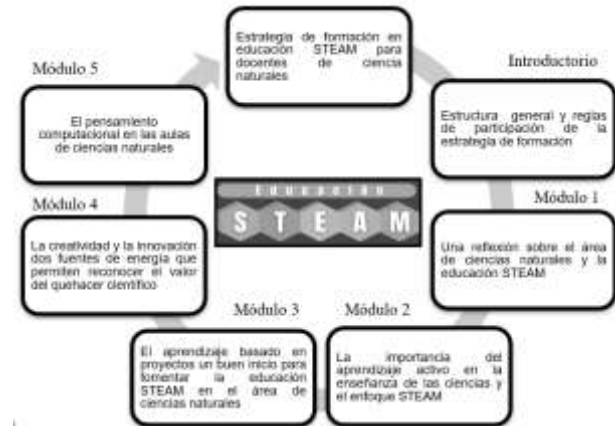 Estrategia de formación en
educación STEAM para
docentes de ciencia
naturales
Introductorio
Estructura general y reglas
de participación de la
estrategia de formación
Módulo 1
Una reflexión sobre el área
de ciencias naturales y la
educación STEAM
Módulo 2
La importancia del
aprendizaje activo en la
enseñanza de las ciencias y
el enfoque STEAM
Módulo 3
El aprendizaje basado en
proyectos un buen inicio para
fomentar la educación
STEAM en el área de
ciencias naturales
Módulo 4
La creatividad y la innovación
dos fuentes de energía que
permiten reconocer el valor
del quehacer científico
Módulo 5
El pensamiento
computacional en las aulas
de ciencias naturales
Educación
STEAM